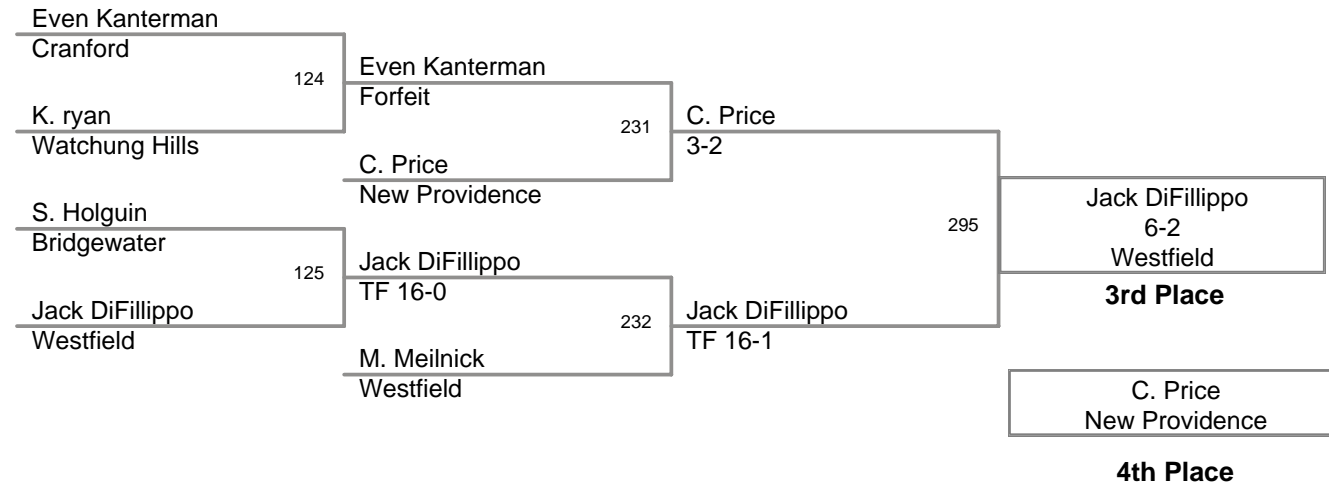 Even Kanterman
Cranford
124
Even Kanterman
Forfeit
K. ryan
Watchung Hills
231
C. Price
3-2
C. Price
New Providence
S. Holguin
Bridgewater
295
Jack DiFillippo
6-2
Westfield
3rd Place
125
Jack DiFillippo
TF 16-0
Jack DiFillippo
Westfield
232
Jack DiFillippo
TF 16-1
M. Meilnick
Westfield
C. Price
New Providence
4th Place